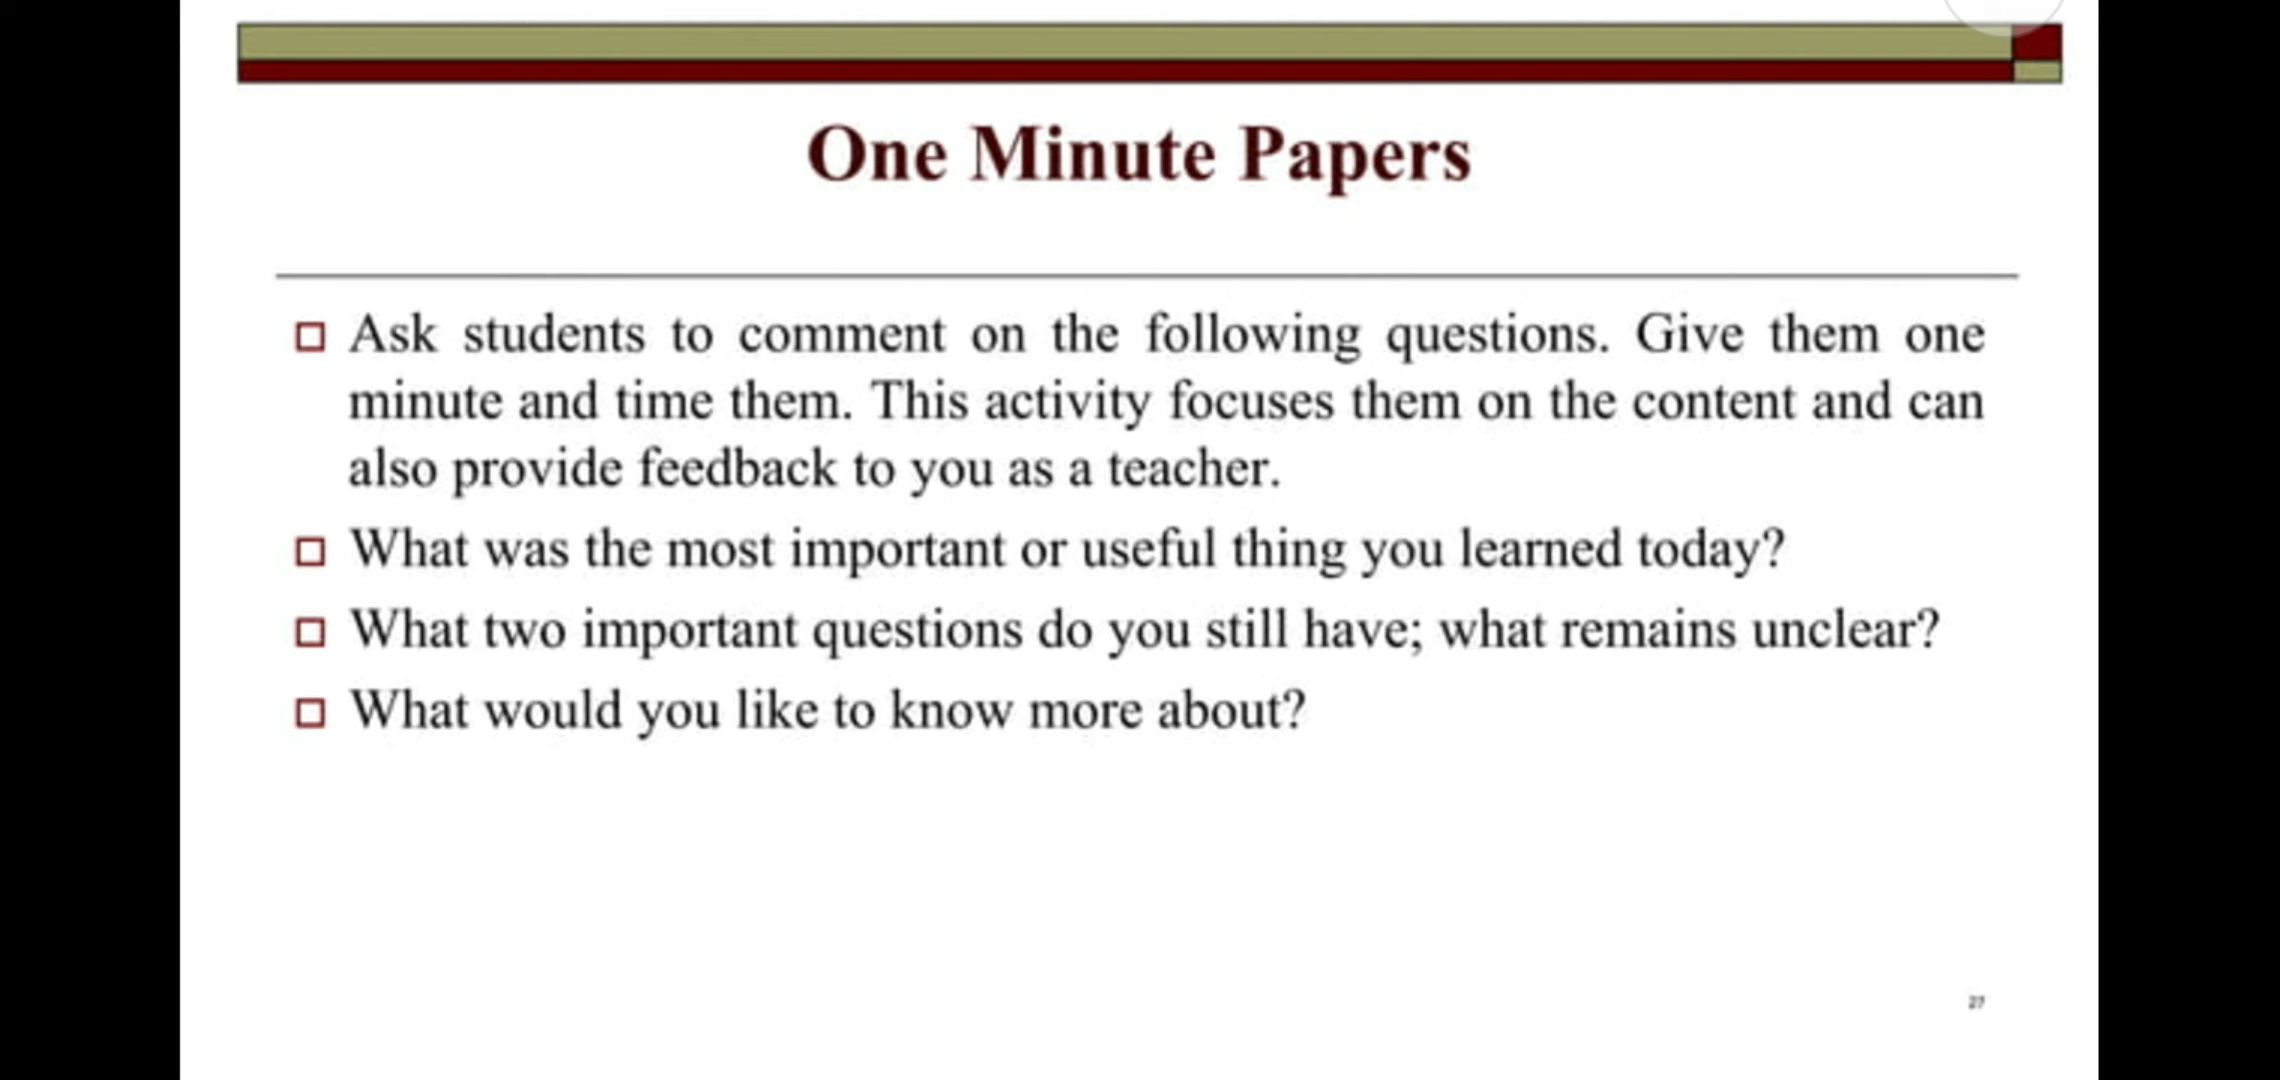 One Minute Papers
Ask students to comment on the following questions. Give them one
minute and time them. This activity focuses them on the content and can
also provide feedback to you as a teacher.
What was the most important or useful thing you learned today?
What two important questions do you still have; what remains unclear?
What would you like to know more about?
27